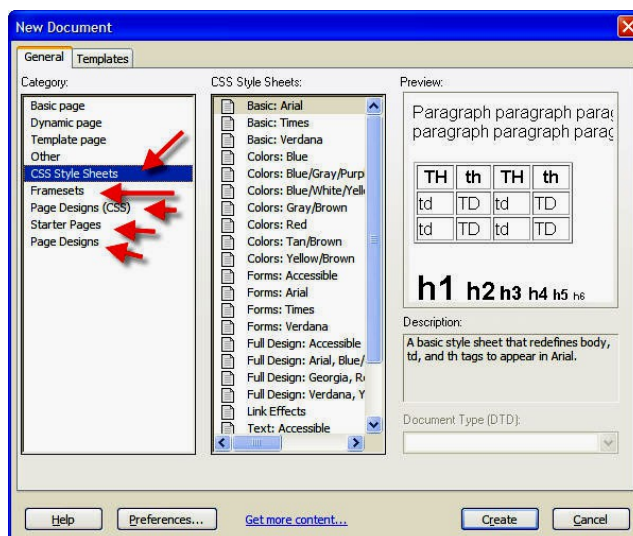 New Document
General Templates
Category:
Basic page
Dynamic page
Template page
Other
CSS Style Sheets
Framesets
Page Designs (CSS)
Starter Pages
Page Designs
CSS Style Sheets:
Basic: Arial
Basic: Times
Basic: Verdana
Colors: Blue
Colors: Blue/Gray/Purpl
Colors: Blue/White/Yell
Colors: Gray/Brown
Colors: Red
Colors: Tan/Brown
Colors: Yellow/Brown
Forms: Accessible
Forms: Arial
Forms: Times
Forms: Verdana
Full Design: Accessible
Full Design: Arial, Blue/
Full Design: Georgia, R
Full Design: Verdana, Y
Link Effects
Text: Accessible
Preview:
Paragraph paragraph parag
paragraph paragraph parag
TH th TH th
td TD td TD
td TD td TD
h1 h2 h3 h4 h5 h6
Description:
A basic style sheet that redefines body,
td, and th tags to appear in Arial.
Document Type (DTD):
Help Preferences... Get more content... Create Cancel